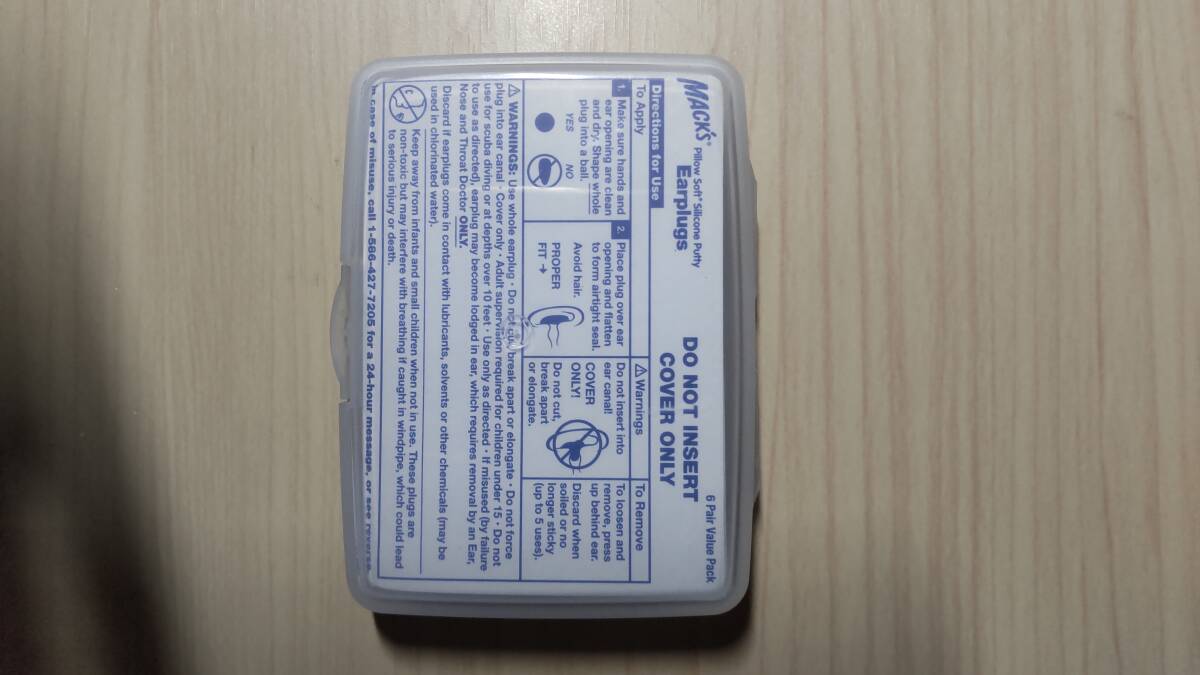 MACK'S® Pillow Soft® Silicone Putty
Earplugs
DO NOT INSERT
COVER ONLY
6 Pair Value Pack
Directions for Use
To Apply
1. Make sure hands and
ear opening are clean
and dry. Shape whole
plug into a ball.
YES NO
2. Place plug over ear
opening and flatten
to form airtight seal.
Avoid hair.
PROPER
FIT →
⚠ Warnings
Do not insert into
ear canal!
COVER
ONLY!
Do not cut,
break apart
or elongate.
To Remove
To loosen and
remove, press
up behind ear.
Discard when
soiled or no
longer sticky
(up to 5 uses).
⚠ WARNINGS: Use whole earplug • Do not cut, break apart or elongate • Do not force
plug into ear canal • Cover only • Adult supervision required for children under 15 • Do not
use for scuba diving or at depths over 10 feet • Use only as directed • If misused (by failure
to use as directed), earplug may become lodged in ear, which requires removal by an Ear,
Nose and Throat Doctor ONLY.
Discard if earplugs come in contact with lubricants, solvents or other chemicals (may be
used in chlorinated water).
Keep away from infants and small children when not in use. These plugs are
non-toxic but may interfere with breathing if caught in windpipe, which could lead
to serious injury or death.
In case of misuse, call 1-586-427-7205 for a 24-hour message, or see reverse